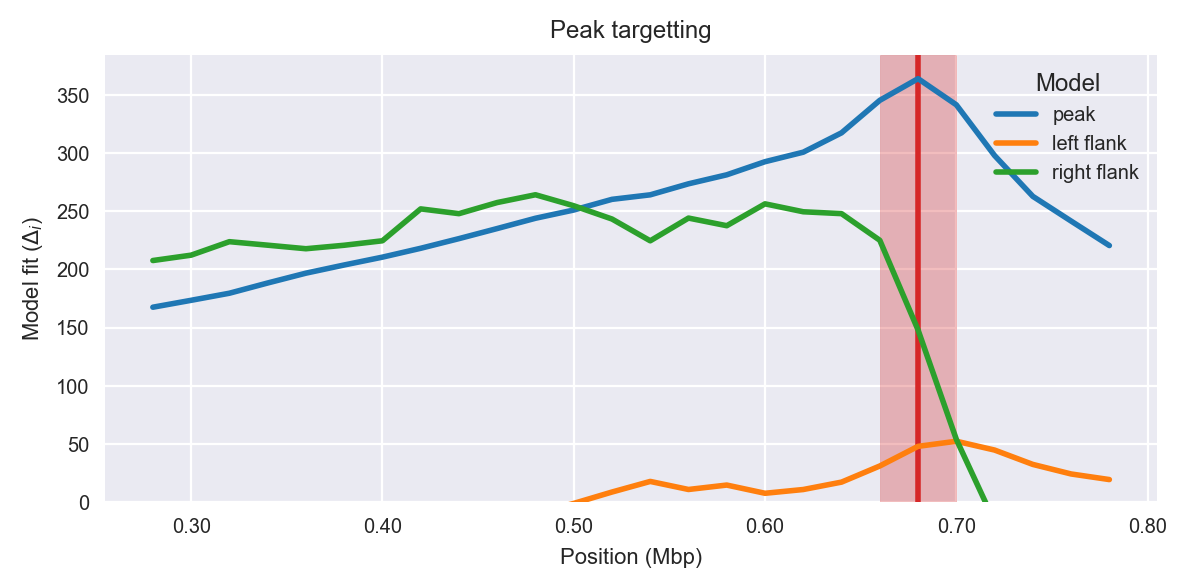 Peak targetting
Model
peak
left flank
right flank
Model fit (Δᵢ)
350
300
250
200
150
100
50
0
0.30 0.40 0.50 0.60 0.70 0.80
Position (Mbp)